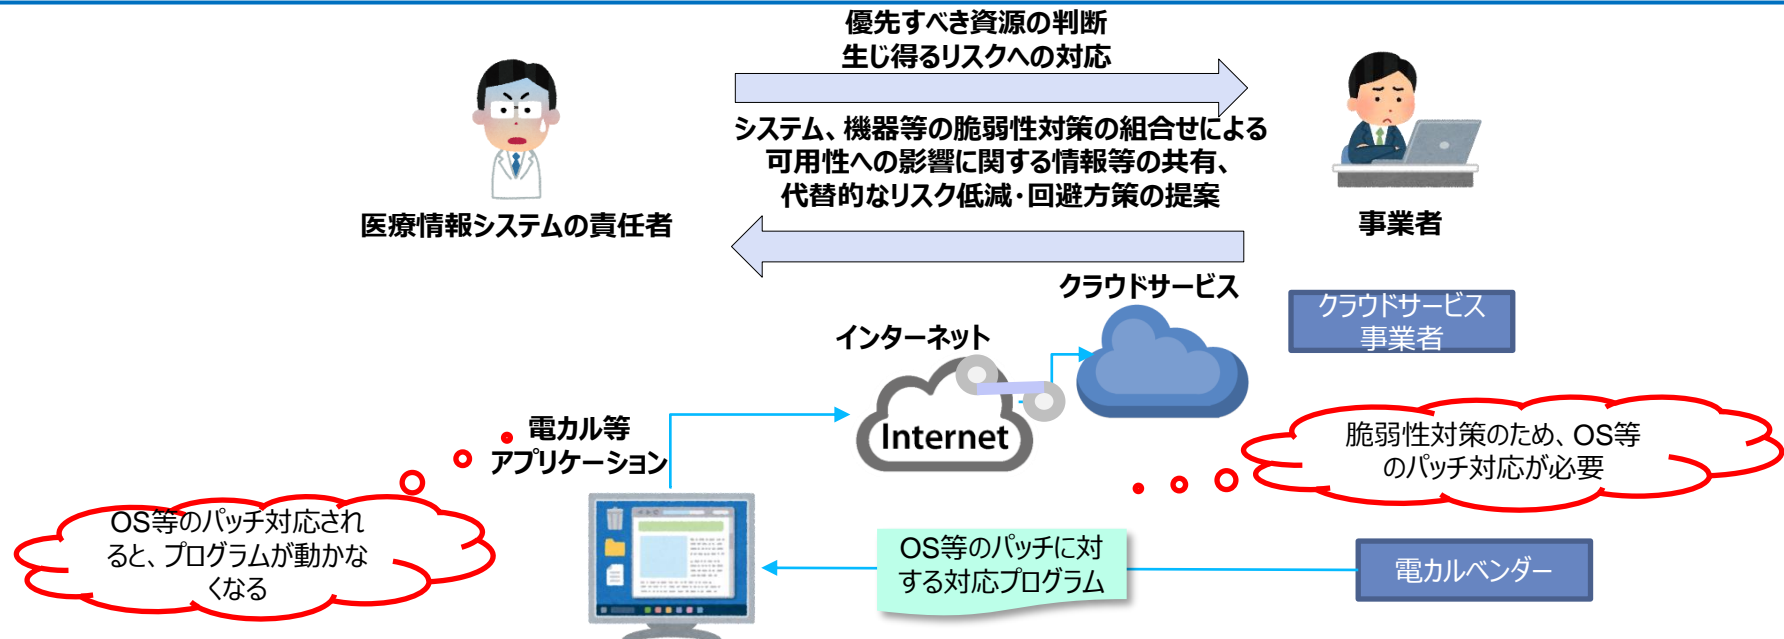 優先すべき資源の判断
生じ得るリスクへの対応
システム、機器等の脆弱性対策の組合せによる
可用性への影響に関する情報等の共有、
代替的なリスク低減・回避方策の提案
医療情報システムの責任者
事業者
クラウドサービス
クラウドサービス
事業者
インターネット
Internet
電カル等
アプリケーション
脆弱性対策のため、OS等
のパッチ対応が必要
OS等のパッチ対応され
ると、プログラムが動かな
くなる
OS等のパッチに対
する対応プログラム
電カルベンダー